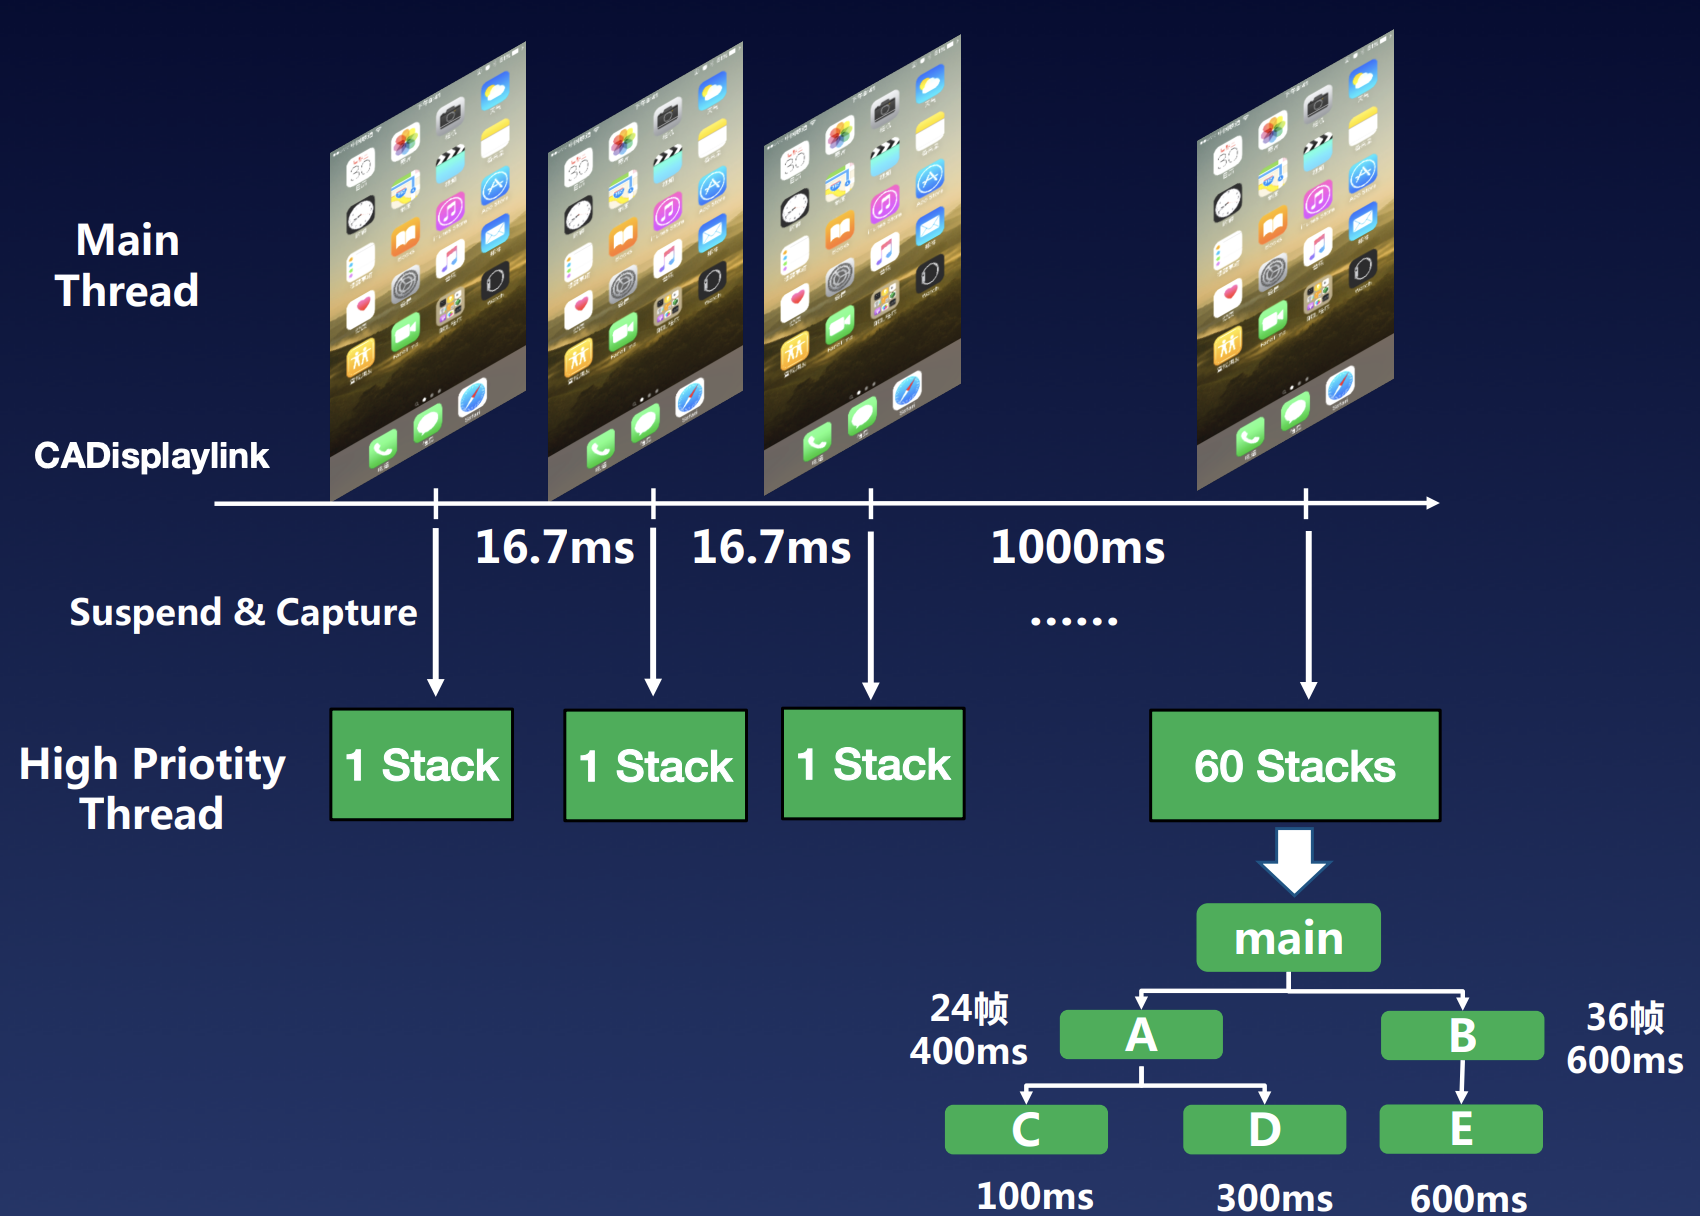 Main
Thread
CADisplaylink
16.7ms
16.7ms
1000ms
Suspend & Capture
......
High Priotity
Thread
1 Stack
1 Stack
1 Stack
60 Stacks
main
24帧
400ms
A
B
36帧
600ms
C
D
E
100ms
300ms
600ms